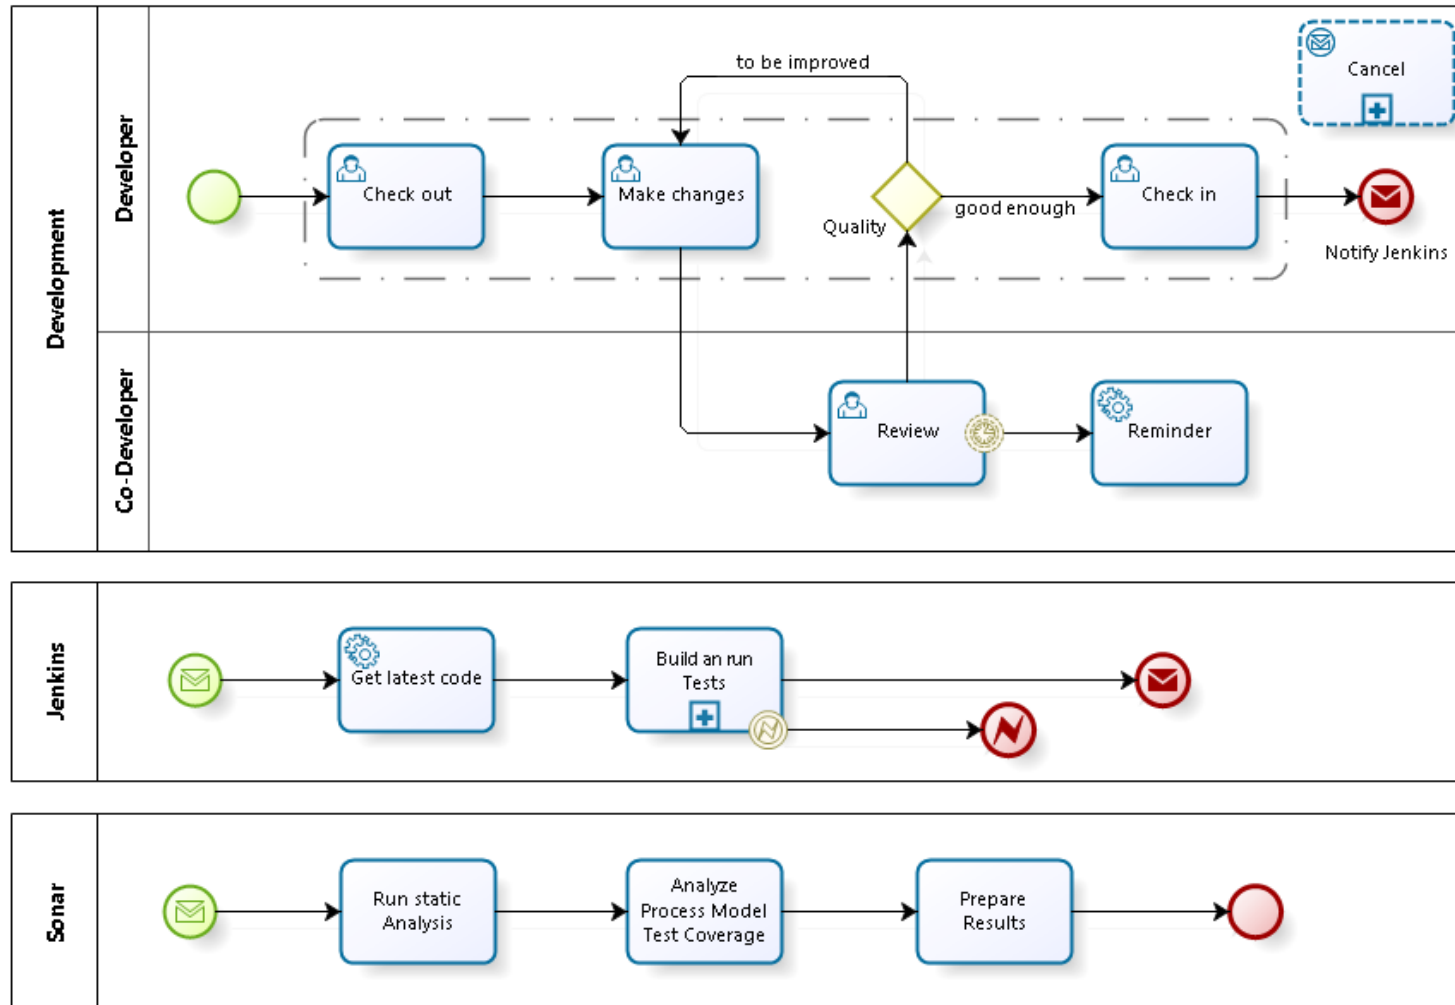 Development
Developer
to be improved
Cancel
Check out
Make changes
Quality
good enough
Check in
Notify Jenkins
Co-Developer
Review
Reminder
Jenkins
Get latest code
Build an run
Tests
Sonar
Run static
Analysis
Analyze
Process Model
Test Coverage
Prepare
Results